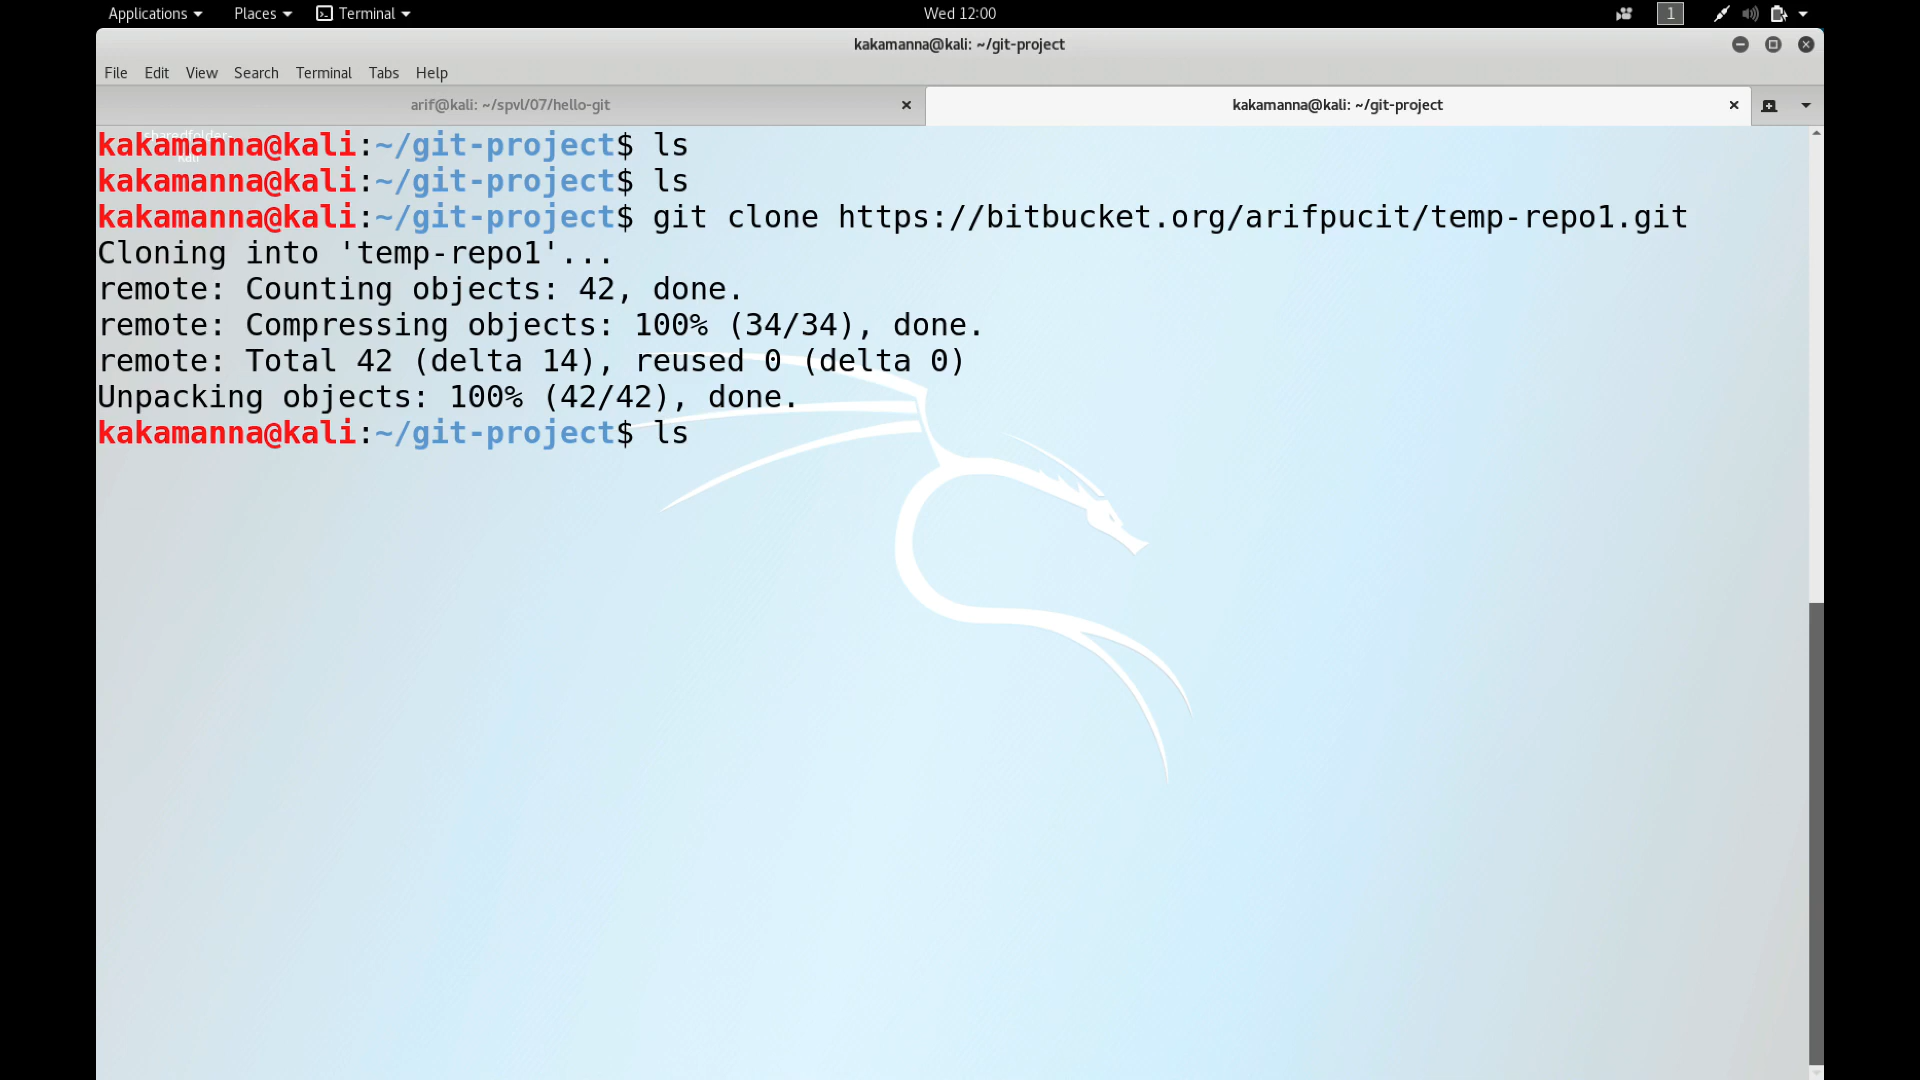 Applications Places Terminal Wed 12:00 1
kakamanna@kali: ~/git-project
File Edit View Search Terminal Tabs Help
arif@kali: ~/spvl/07/hello-git kakamanna@kali: ~/git-project
sharedfolder-
kali
kakamanna@kali:~/git-project$ ls
kakamanna@kali:~/git-project$ ls
kakamanna@kali:~/git-project$ git clone https://bitbucket.org/arifpucit/temp-repo1.git
Cloning into 'temp-repo1'...
remote: Counting objects: 42, done.
remote: Compressing objects: 100% (34/34), done.
remote: Total 42 (delta 14), reused 0 (delta 0)
Unpacking objects: 100% (42/42), done.
kakamanna@kali:~/git-project$ ls